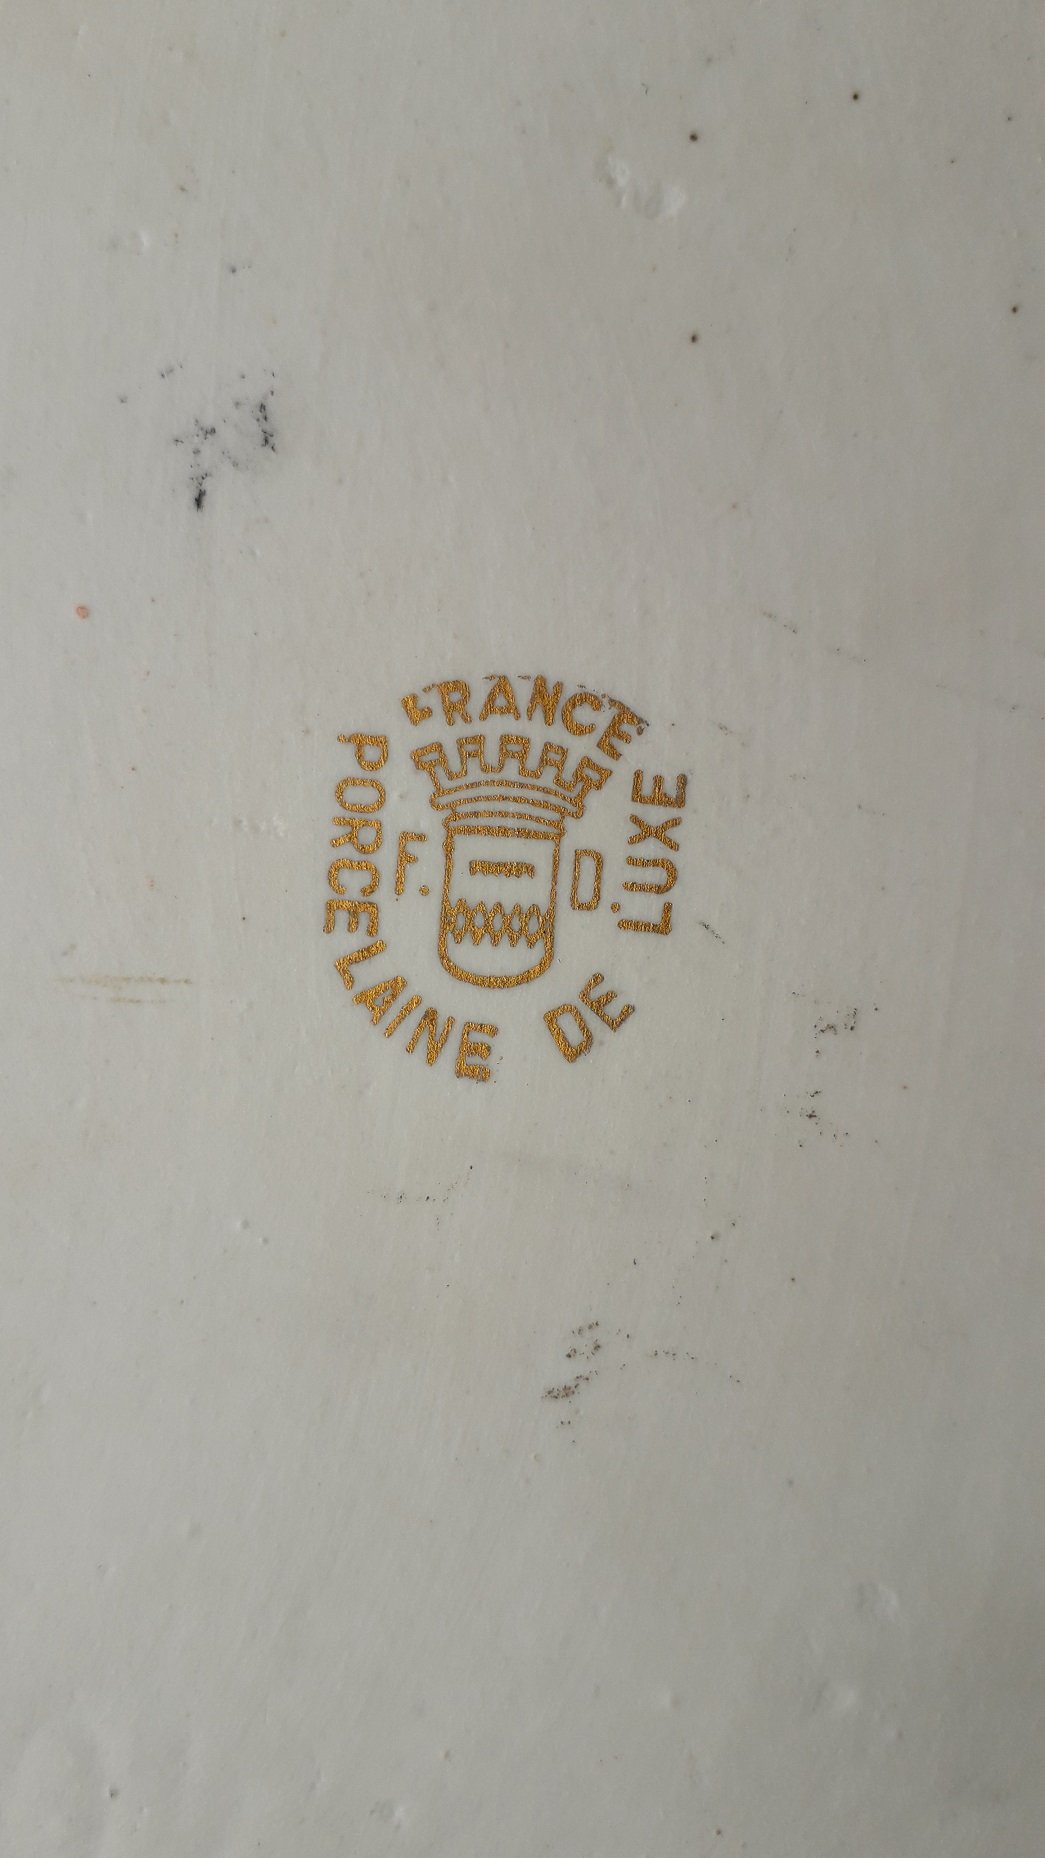 FRANCE
F. D.
PORCELAINE DE LUXE